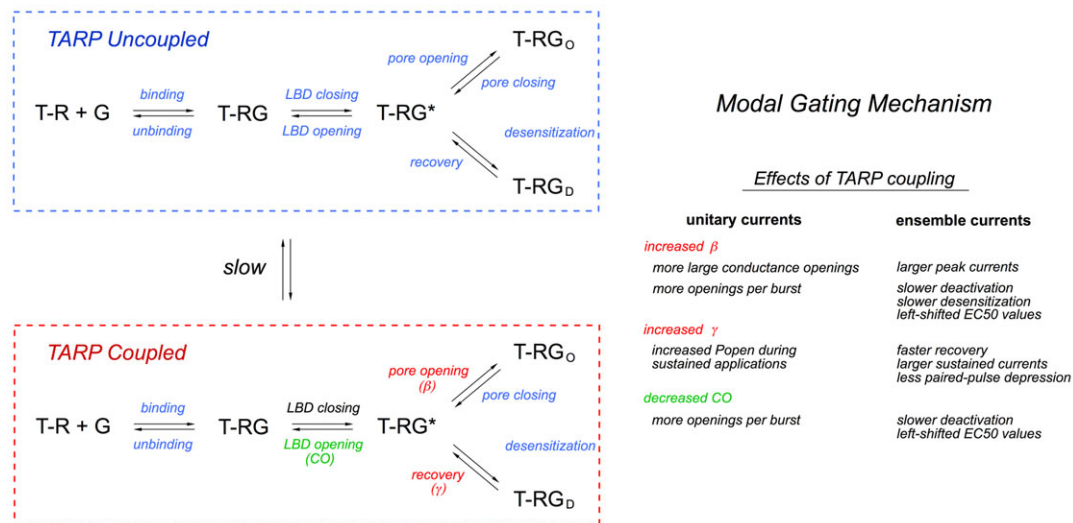 TARP Uncoupled
T-R + G
binding
unbinding
T-RG
LBD closing
LBD opening
T-RG*
pore opening
pore closing
T-RGO
desensitization
recovery
T-RGD
slow
TARP Coupled
T-R + G
binding
unbinding
T-RG
LBD closing
LBD opening
(CO)
T-RG*
pore opening
(β)
pore closing
T-RGO
desensitization
recovery
(γ)
T-RGD
Modal Gating Mechanism
Effects of TARP coupling
unitary currents ensemble currents
increased β
more large conductance openings larger peak currents
more openings per burst slower deactivation
slower desensitization
left-shifted EC50 values
increased γ
increased Popen during faster recovery
sustained applications larger sustained currents
less paired-pulse depression
decreased CO
more openings per burst slower deactivation
left-shifted EC50 values